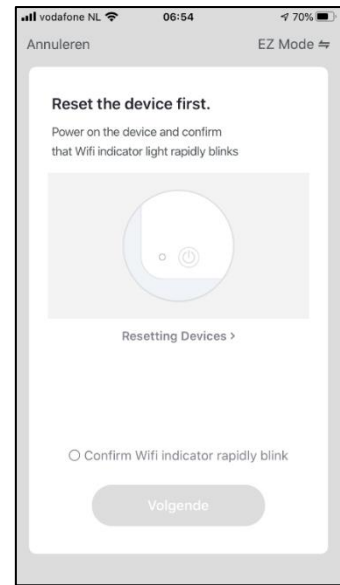 vodafone NL 06:54 70%
Annuleren EZ Mode ⇋
Reset the device first.
Power on the device and confirm
that Wifi indicator light rapidly blinks
Resetting Devices >
Confirm Wifi indicator rapidly blink
Volgende